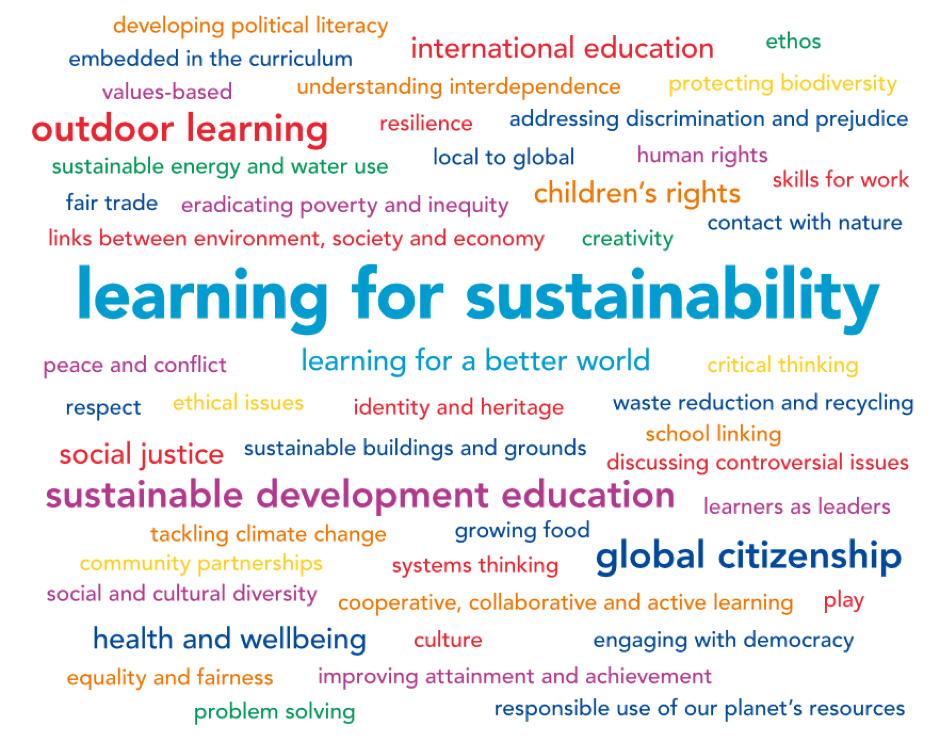 developing political literacy
international education
ethos
embedded in the curriculum
values-based
understanding interdependence
protecting biodiversity
outdoor learning
resilience
addressing discrimination and prejudice
sustainable energy and water use
local to global
human rights
skills for work
fair trade
eradicating poverty and inequity
children's rights
contact with nature
links between environment, society and economy
creativity
learning for sustainability
peace and conflict
learning for a better world
critical thinking
respect
ethical issues
identity and heritage
waste reduction and recycling
school linking
social justice
sustainable buildings and grounds
discussing controversial issues
sustainable development education
learners as leaders
tackling climate change
growing food
global citizenship
community partnerships
systems thinking
social and cultural diversity
cooperative, collaborative and active learning
play
health and wellbeing
culture
engaging with democracy
equality and fairness
improving attainment and achievement
problem solving
responsible use of our planet's resources